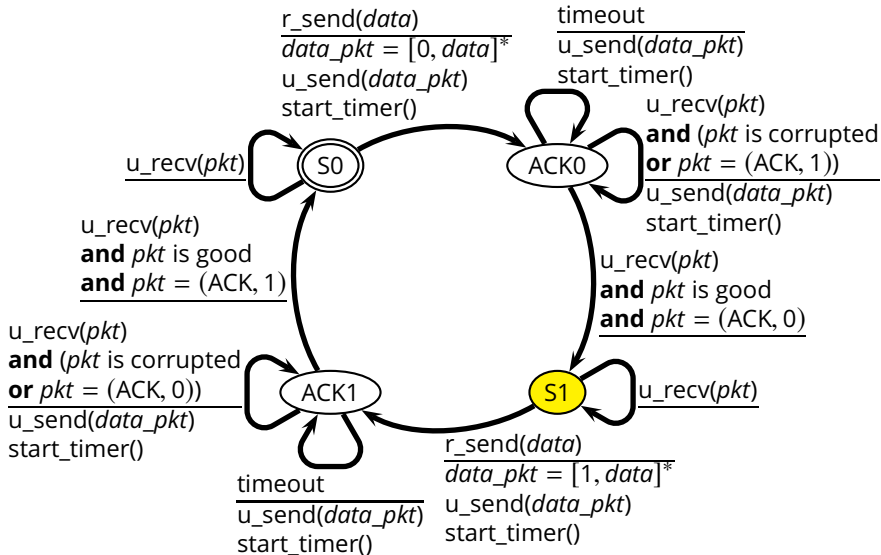 r_send(data)
data_pkt = [0, data]*
u_send(data_pkt)
start_timer()
timeout
u_send(data_pkt)
start_timer()
u_recv(pkt)
and (pkt is corrupted
or pkt = (ACK, 1))
u_send(data_pkt)
start_timer()
u_recv(pkt)
S0
ACK0
u_recv(pkt)
and pkt is good
and pkt = (ACK, 1)
u_recv(pkt)
and pkt is good
and pkt = (ACK, 0)
u_recv(pkt)
and (pkt is corrupted
or pkt = (ACK, 0))
u_send(data_pkt)
start_timer()
ACK1
S1
u_recv(pkt)
timeout
u_send(data_pkt)
start_timer()
r_send(data)
data_pkt = [1, data]*
u_send(data_pkt)
start_timer()